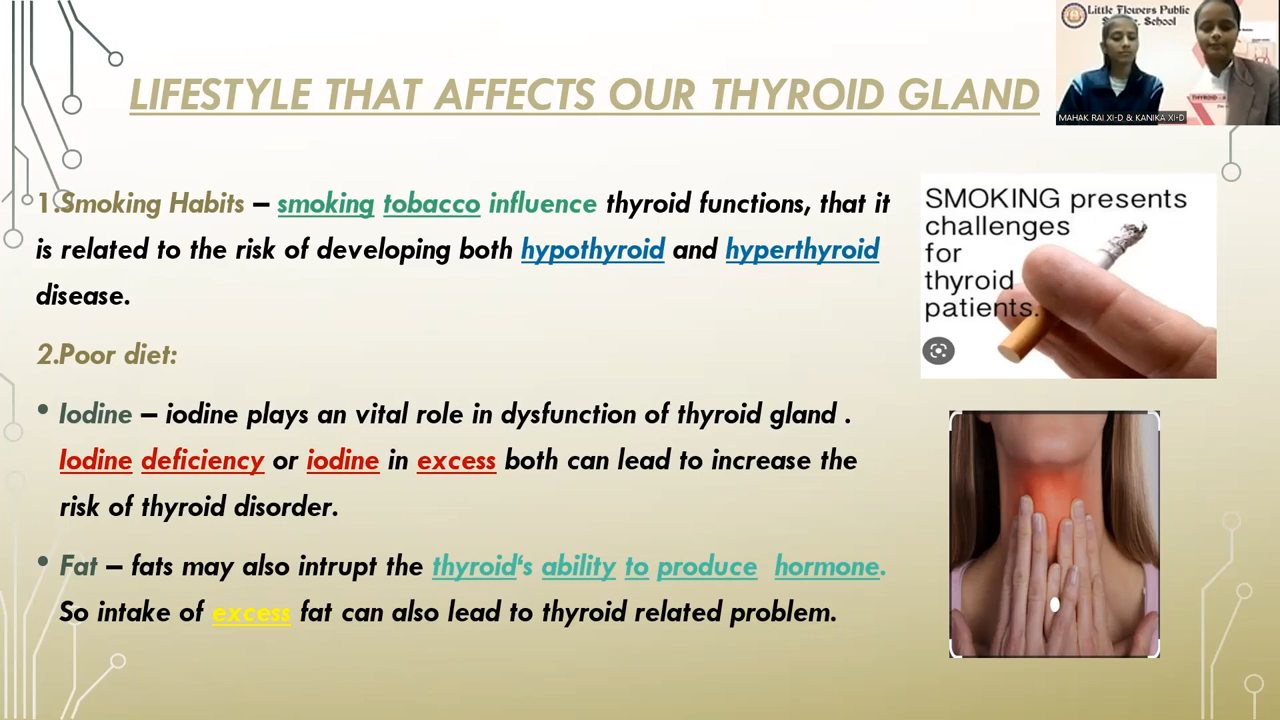 LIFESTYLE THAT AFFECTS OUR THYROID GLAND
Little Flowers Public
School
MAHAK RAI XI-D & KANIKA XI-D
THYROID
1.Smoking Habits – smoking tobacco influence thyroid functions, that it
is related to the risk of developing both hypothyroid and hyperthyroid
disease.
2.Poor diet:
• Iodine – iodine plays an vital role in dysfunction of thyroid gland .
Iodine deficiency or iodine in excess both can lead to increase the
risk of thyroid disorder.
• Fat – fats may also intrupt the thyroid‘s ability to produce hormone.
So intake of excess fat can also lead to thyroid related problem.
SMOKING presents
challenges
for
thyroid
patients.